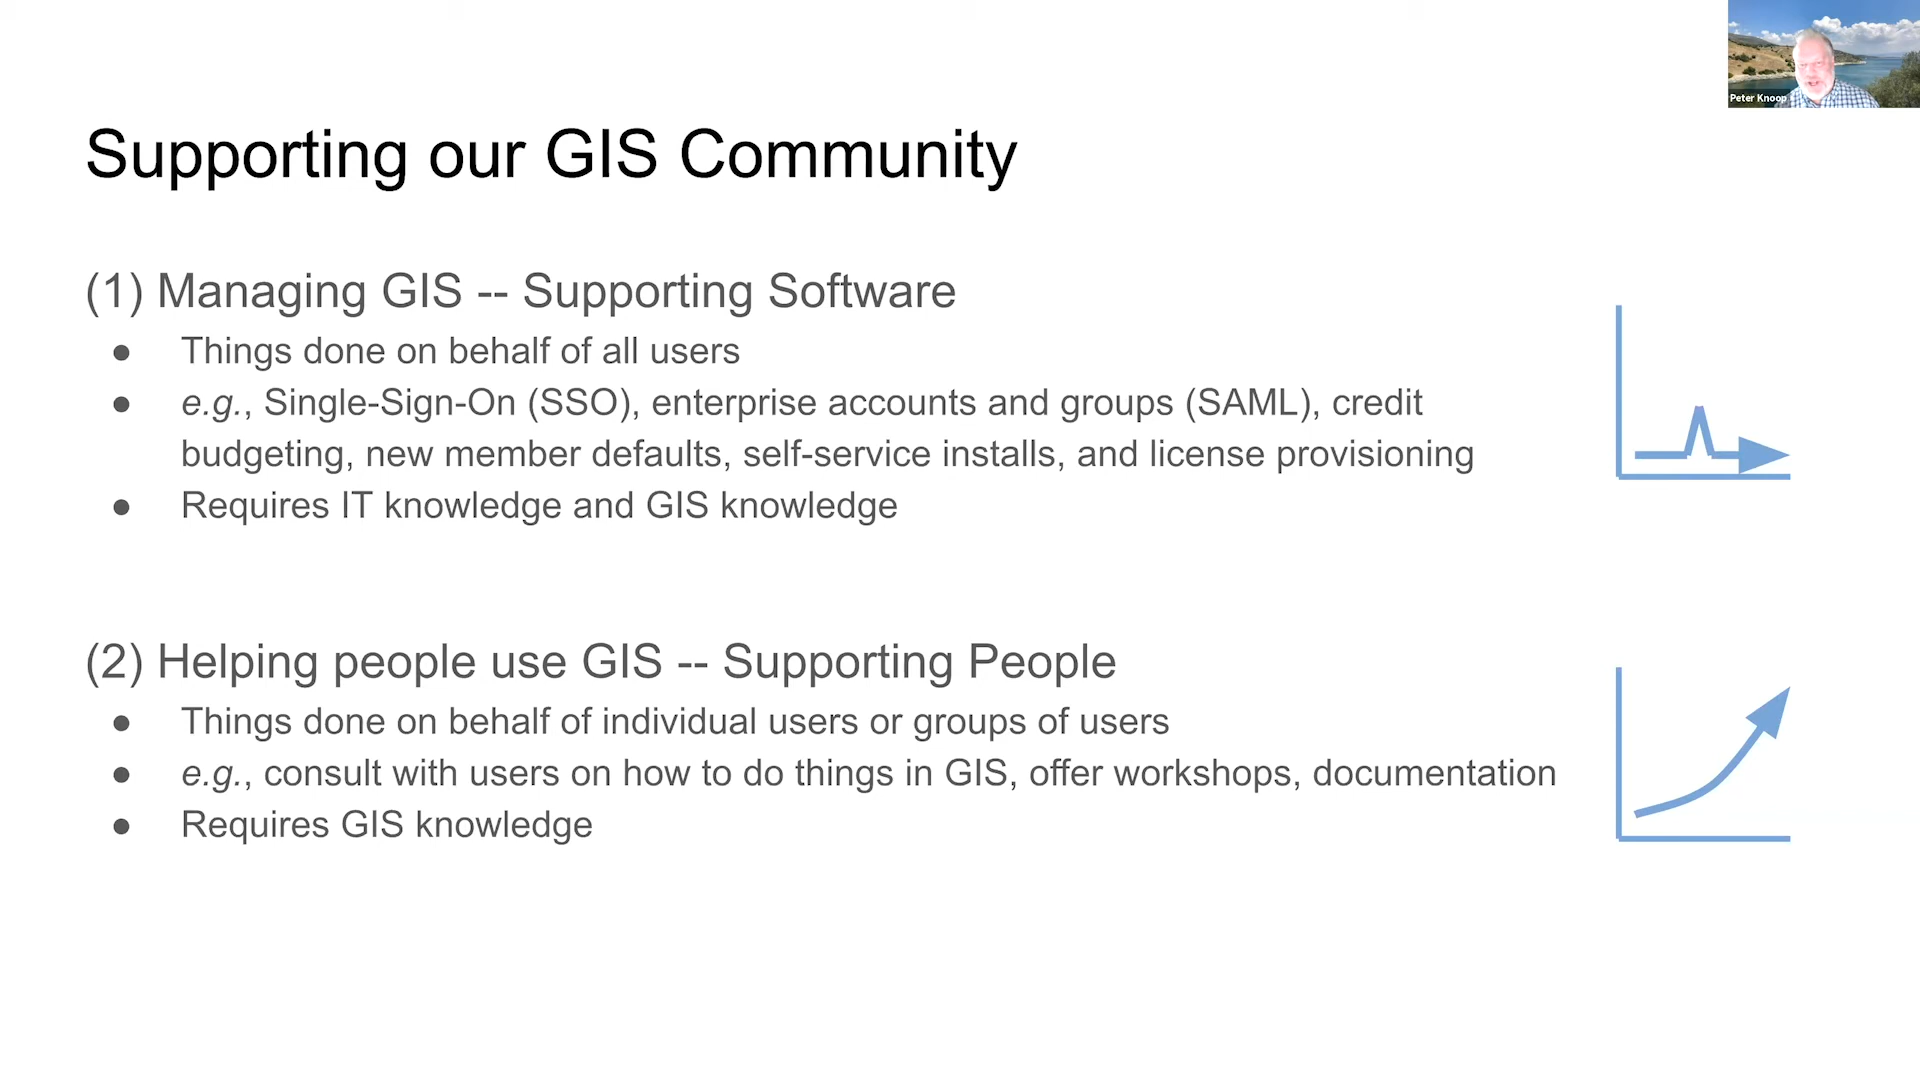 Peter Knoop
Supporting our GIS Community
(1) Managing GIS -- Supporting Software
● Things done on behalf of all users
● e.g., Single-Sign-On (SSO), enterprise accounts and groups (SAML), credit
budgeting, new member defaults, self-service installs, and license provisioning
● Requires IT knowledge and GIS knowledge
(2) Helping people use GIS -- Supporting People
● Things done on behalf of individual users or groups of users
● e.g., consult with users on how to do things in GIS, offer workshops, documentation
● Requires GIS knowledge